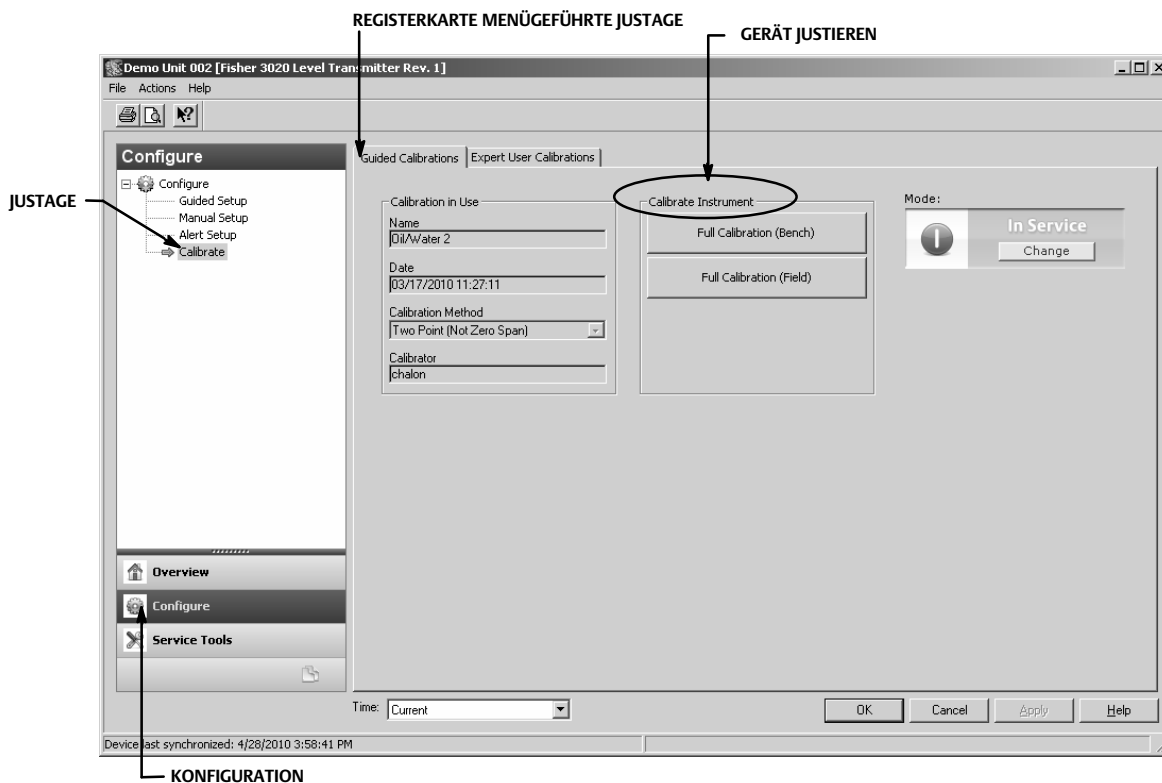 REGISTERKARTE MENÜGEFÜHRTE JUSTAGE
GERÄT JUSTIEREN
Demo Unit 002 [Fisher 3020 Level Transmitter Rev. 1]
File Actions Help
Configure
Configure
Guided Setup
Manual Setup
Alert Setup
Calibrate
JUSTAGE
Overview
Configure
Service Tools
Guided Calibrations
Expert User Calibrations
Calibration in Use
Name
Oil/Water 2
Date
03/17/2010 11:27:11
Calibration Method
Two Point (Not Zero Span)
Calibrator
chalon
Calibrate Instrument
Full Calibration (Bench)
Full Calibration (Field)
Mode:
In Service
Change
Time: Current
OK
Cancel
Apply
Help
Device last synchronized: 4/28/2010 3:58:41 PM
KONFIGURATION